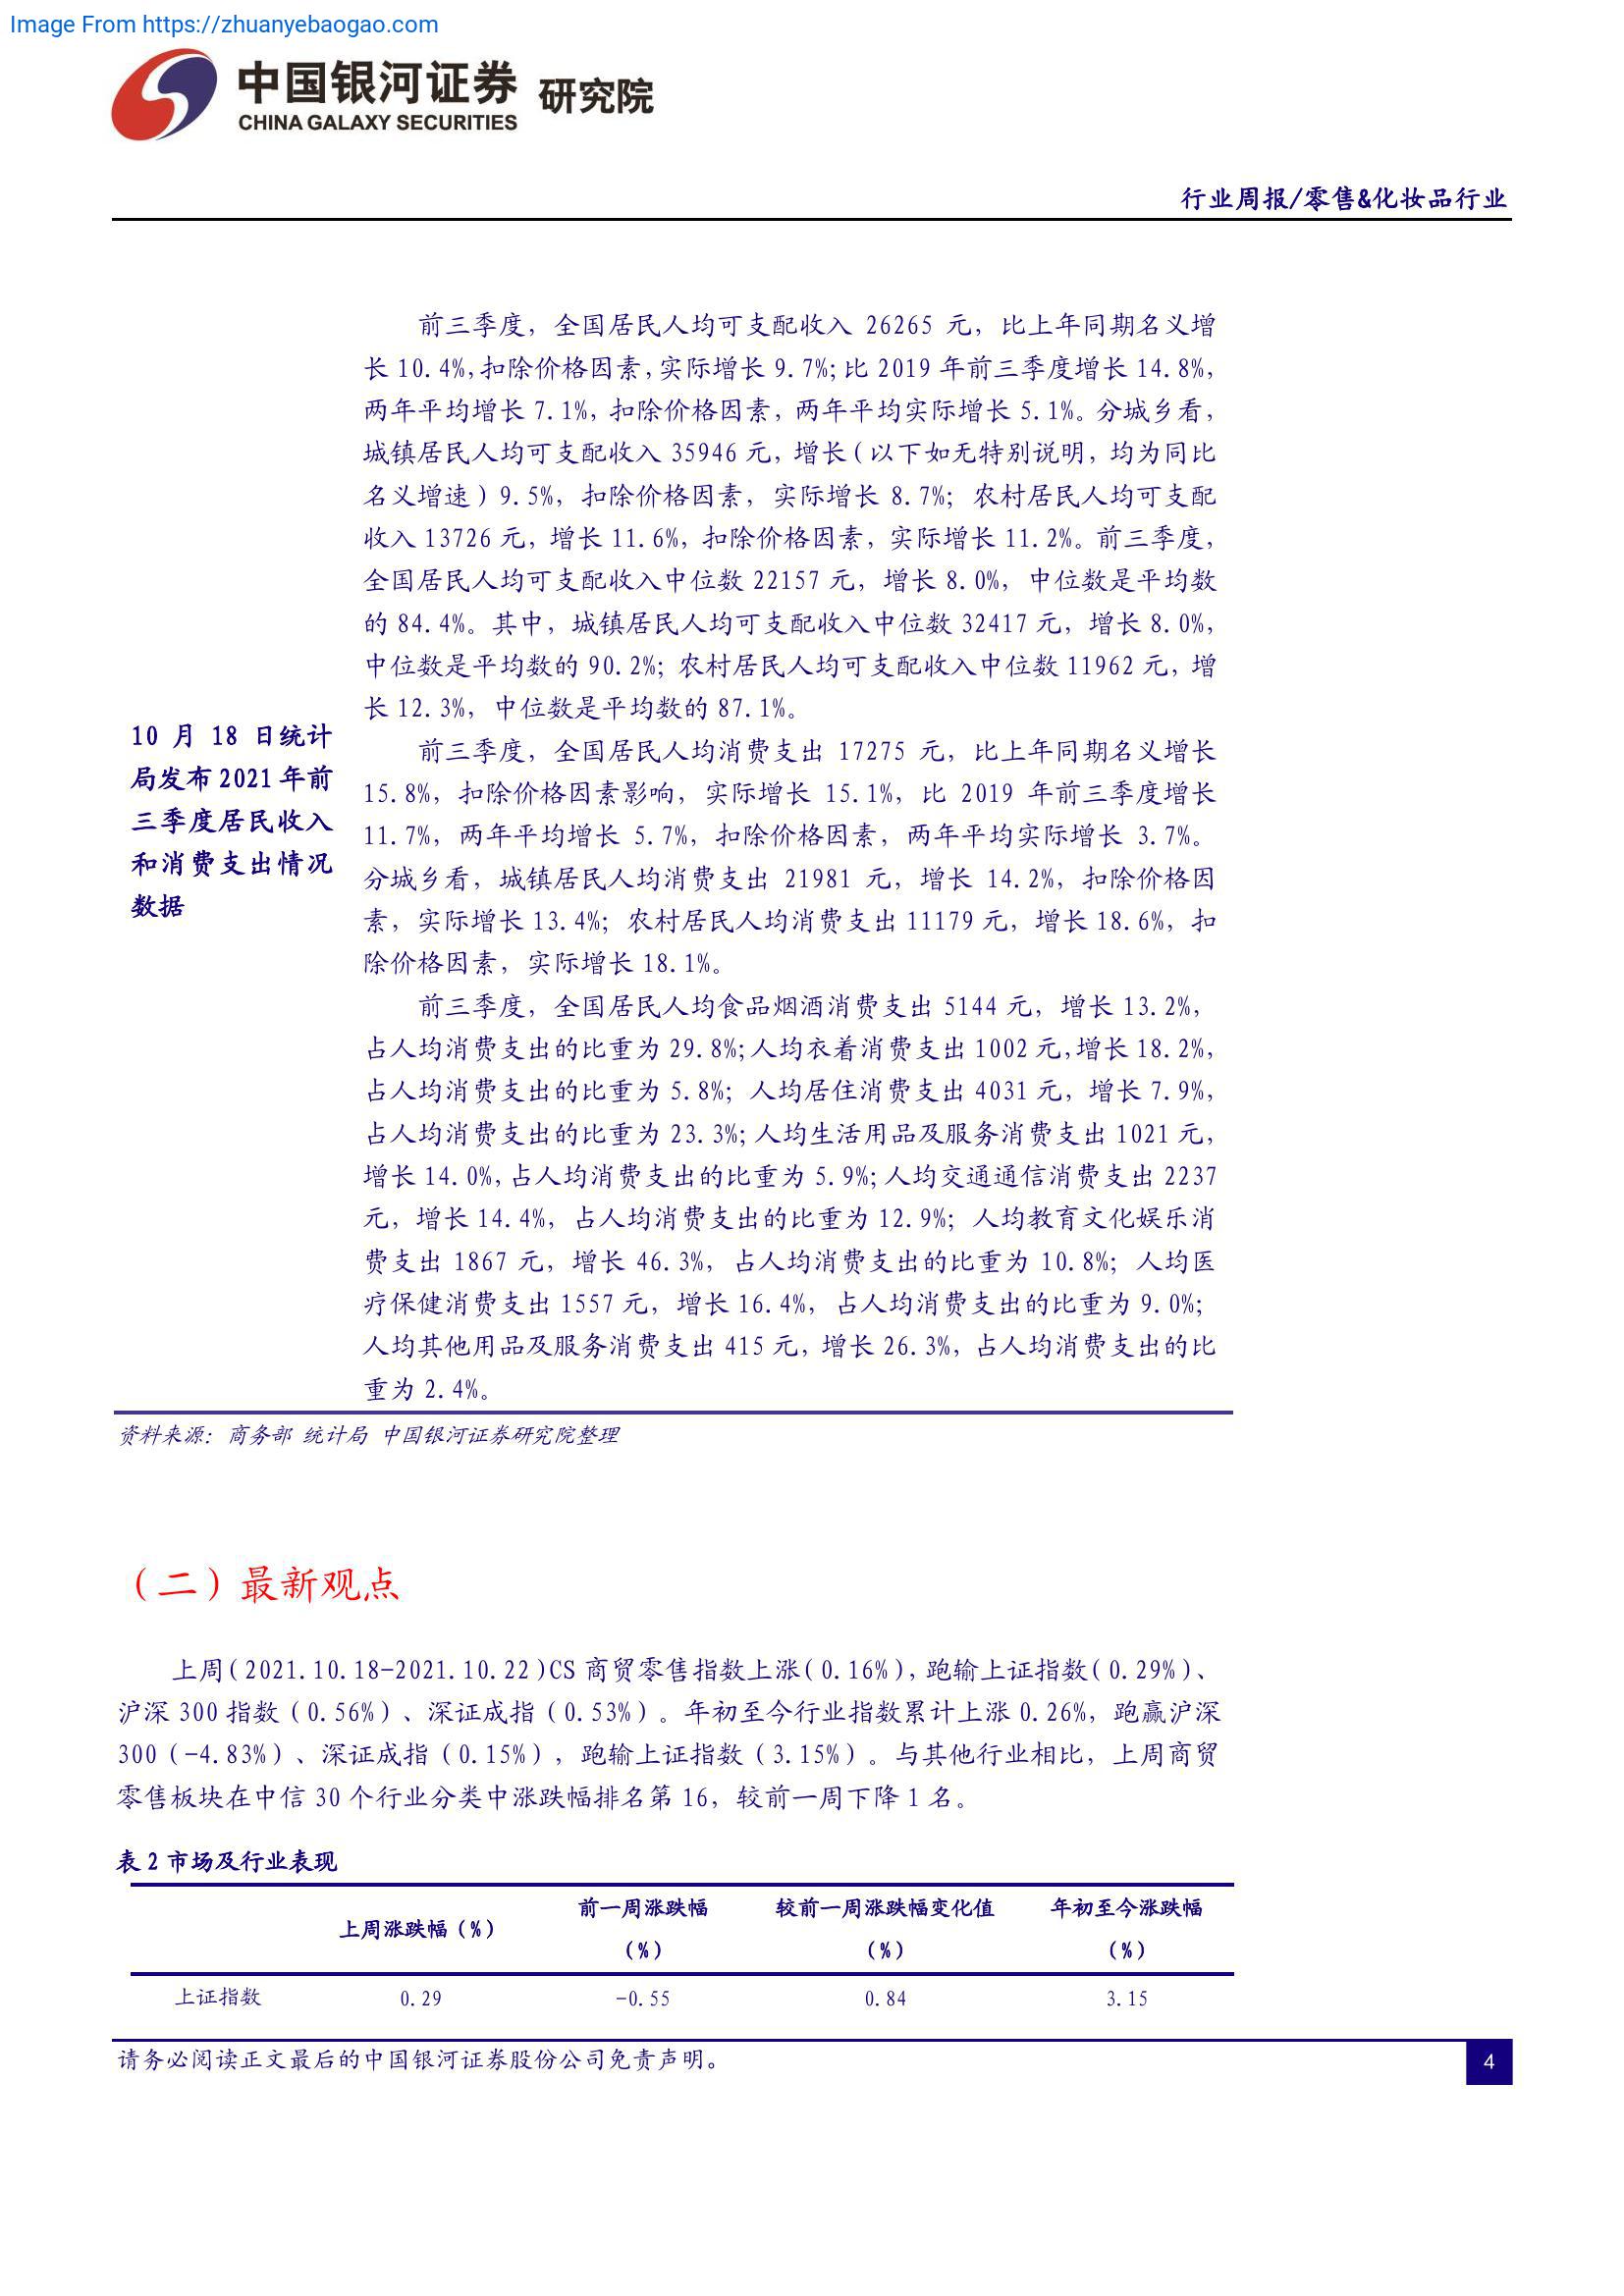 Image From https://zhuanyebaogao.com
中国银河证券 研究院
CHINA GALAXY SECURITIES
行业周报/零售&化妆品行业
10 月 18 日统计
局发布 2021 年前
三季度居民收入
和消费支出情况
数据
前三季度，全国居民人均可支配收入 26265 元，比上年同期名义增
长 10.4%,扣除价格因素,实际增长 9.7%;比 2019 年前三季度增长 14.8%,
两年平均增长 7.1%，扣除价格因素，两年平均实际增长 5.1%。分城乡看，
城镇居民人均可支配收入 35946 元，增长（以下如无特别说明，均为同比
名义增速）9.5%，扣除价格因素，实际增长 8.7%；农村居民人均可支配
收入 13726 元，增长 11.6%，扣除价格因素，实际增长 11.2%。前三季度，
全国居民人均可支配收入中位数 22157 元，增长 8.0%，中位数是平均数
的 84.4%。其中，城镇居民人均可支配收入中位数 32417 元，增长 8.0%，
中位数是平均数的 90.2%；农村居民人均可支配收入中位数 11962 元，增
长 12.3%，中位数是平均数的 87.1%。
前三季度，全国居民人均消费支出 17275 元，比上年同期名义增长
15.8%，扣除价格因素影响，实际增长 15.1%，比 2019 年前三季度增长
11.7%，两年平均增长 5.7%，扣除价格因素，两年平均实际增长 3.7%。
分城乡看，城镇居民人均消费支出 21981 元，增长 14.2%，扣除价格因
素，实际增长 13.4%；农村居民人均消费支出 11179 元，增长 18.6%，扣
除价格因素，实际增长 18.1%。
前三季度，全国居民人均食品烟酒消费支出 5144 元，增长 13.2%，
占人均消费支出的比重为 29.8%;人均衣着消费支出 1002 元,增长 18.2%,
占人均消费支出的比重为 5.8%；人均居住消费支出 4031 元，增长 7.9%，
占人均消费支出的比重为 23.3%;人均生活用品及服务消费支出 1021 元，
增长 14.0%,占人均消费支出的比重为 5.9%;人均交通通信消费支出 2237
元，增长 14.4%，占人均消费支出的比重为 12.9%；人均教育文化娱乐消
费支出 1867 元，增长 46.3%，占人均消费支出的比重为 10.8%；人均医
疗保健消费支出 1557 元，增长 16.4%，占人均消费支出的比重为 9.0%；
人均其他用品及服务消费支出 415 元，增长 26.3%，占人均消费支出的比
重为 2.4%。
资料来源：商务部 统计局 中国银河证券研究院整理
（二）最新观点
上周(2021.10.18-2021.10.22)CS 商贸零售指数上涨(0.16%),跑输上证指数(0.29%)、
沪深 300 指数（0.56%）、深证成指（0.53%）。年初至今行业指数累计上涨 0.26%，跑赢沪深
300（-4.83%）、深证成指（0.15%），跑输上证指数（3.15%）。与其他行业相比，上周商贸
零售板块在中信 30 个行业分类中涨跌幅排名第 16，较前一周下降 1 名。
表 2 市场及行业表现
上周涨跌幅（%） 前一周涨跌幅（%） 较前一周涨跌幅变化值（%） 年初至今涨跌幅（%）
上证指数 0.29 -0.55 0.84 3.15
请务必阅读正文最后的中国银河证券股份公司免责声明。
4